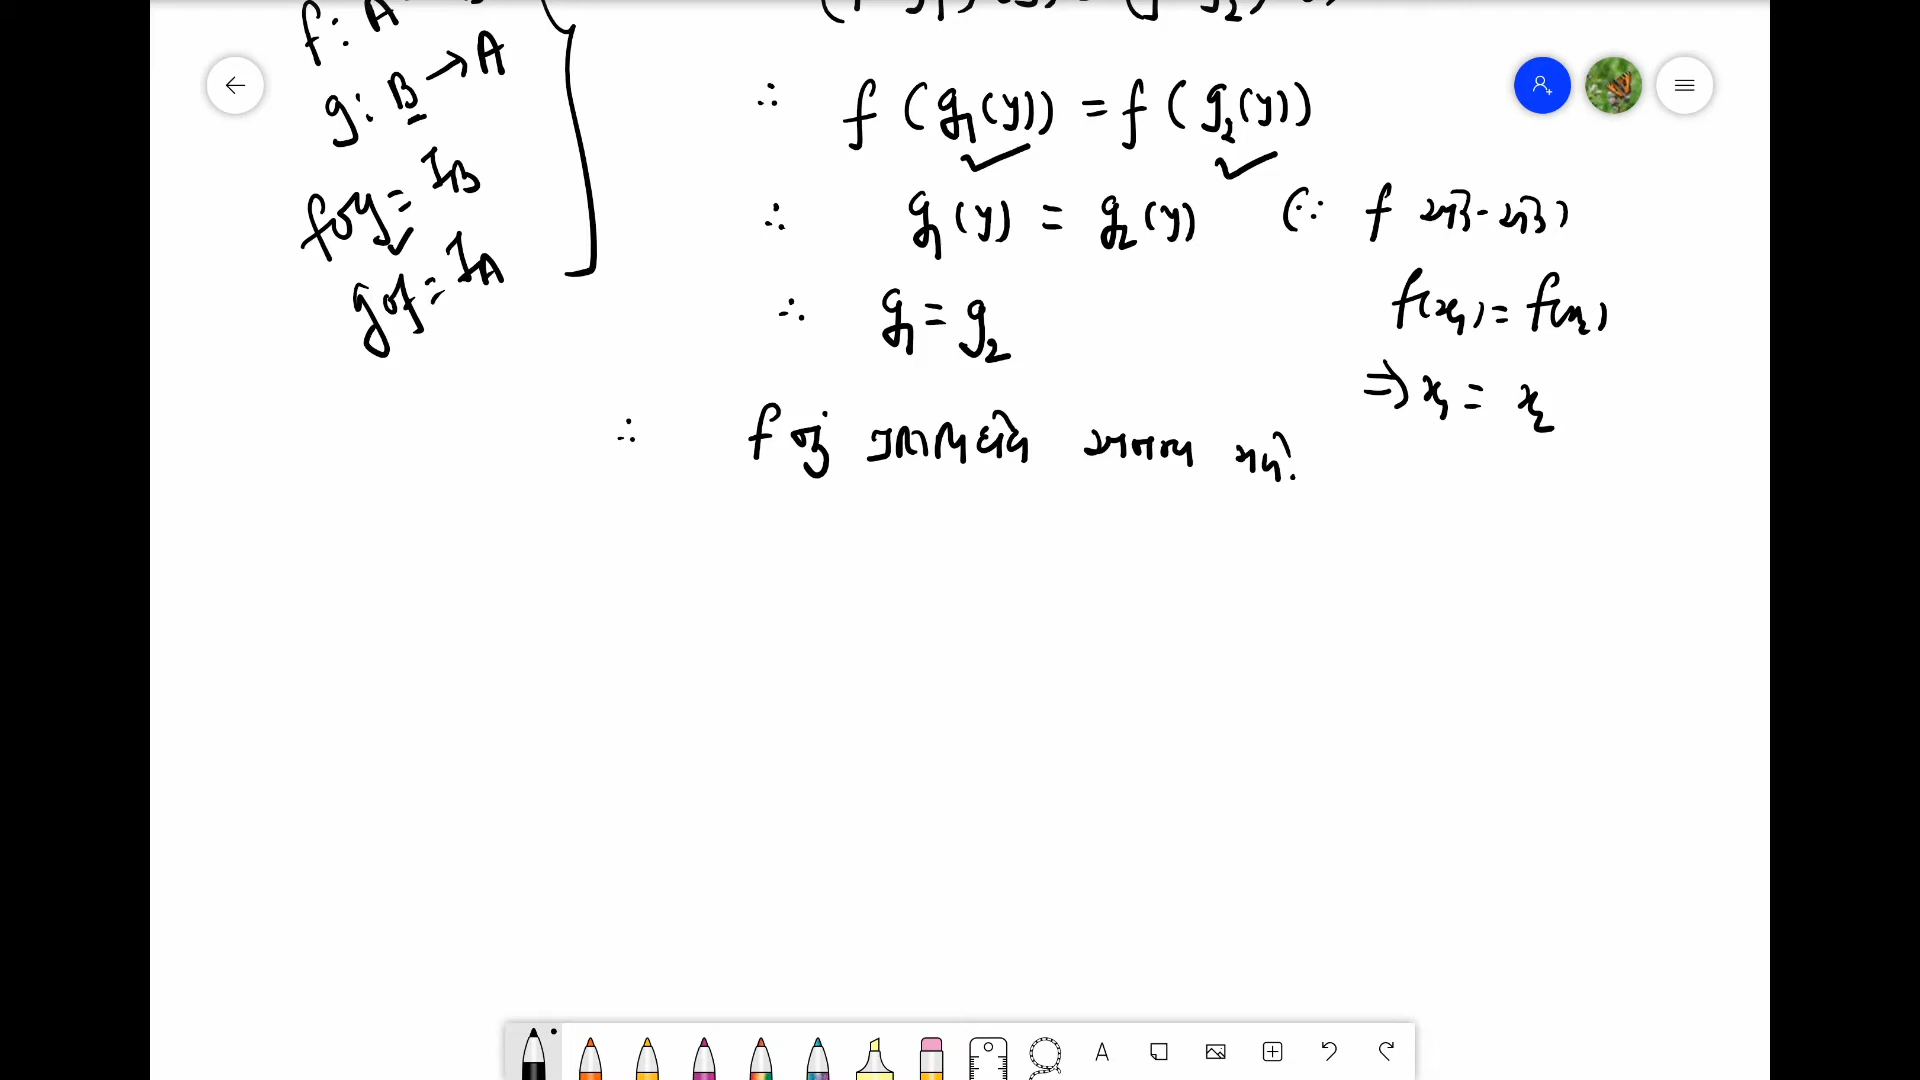 f : A
g : B → A
fog = I_B
gof = I_A
∴ f (g₁(y)) = f (g₂(y))
∴ g₁(y) = g₂(y) (∵ f એક-એક)
∴ g₁ = g₂
f(x₁) = f(x₂)
⇒ x₁ = x₂
∴ f નું પ્રતિવિધેય અનન્ય